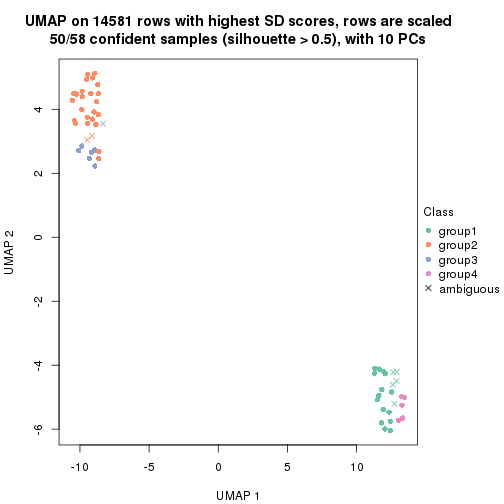 UMAP on 14581 rows with highest SD scores, rows are scaled
50/58 confident samples (silhouette > 0.5), with 10 PCs
4
2
0
-2
-4
-6
UMAP 2
-10
-5
0
5
10
UMAP 1
Class
group1
group2
group3
group4
ambiguous